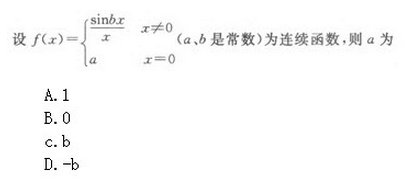 设 f(x)={ sinbx/x x≠0
a x=0 (a、b 是常数)为连续函数,则 a 为
A.1
B.0
c.b
D.-b